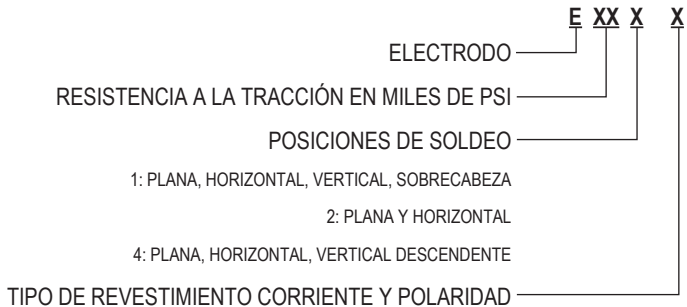 E XX X X
ELECTRODO
RESISTENCIA A LA TRACCIÓN EN MILES DE PSI
POSICIONES DE SOLDEO
1: PLANA, HORIZONTAL, VERTICAL, SOBRECABEZA
2: PLANA Y HORIZONTAL
4: PLANA, HORIZONTAL, VERTICAL DESCENDENTE
TIPO DE REVESTIMIENTO CORRIENTE Y POLARIDAD